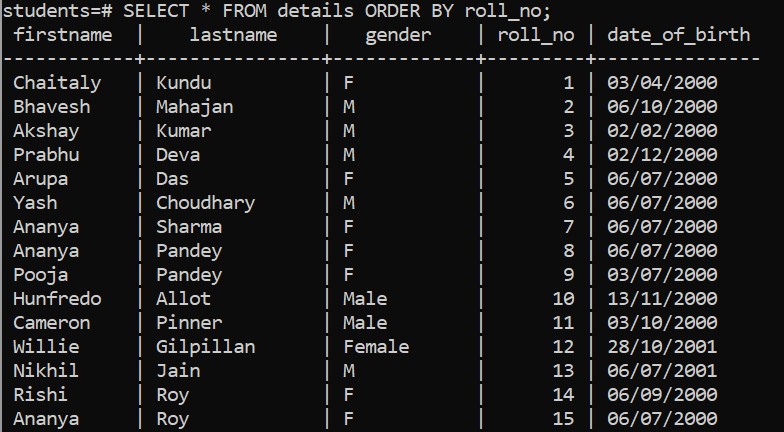 students=# SELECT * FROM details ORDER BY roll_no;
 firstname  |    lastname    |   gender    | roll_no | date_of_birth
------------+----------------+-------------+---------+---------------
 Chaitaly   | Kundu          | F           |       1 | 03/04/2000
 Bhavesh    | Mahajan        | M           |       2 | 06/10/2000
 Akshay     | Kumar          | M           |       3 | 02/02/2000
 Prabhu     | Deva           | M           |       4 | 02/12/2000
 Arupa      | Das            | F           |       5 | 06/07/2000
 Yash       | Choudhary      | M           |       6 | 06/07/2000
 Ananya     | Sharma         | F           |       7 | 06/07/2000
 Ananya     | Pandey         | F           |       8 | 06/07/2000
 Pooja      | Pandey         | F           |       9 | 03/07/2000
 Hunfredo   | Allot          | Male        |      10 | 13/11/2000
 Cameron    | Pinner         | Male        |      11 | 03/10/2000
 Willie     | Gilpillan      | Female      |      12 | 28/10/2001
 Nikhil     | Jain           | M           |      13 | 06/07/2001
 Rishi      | Roy            | F           |      14 | 06/09/2000
 Ananya     | Roy            | F           |      15 | 06/07/2000